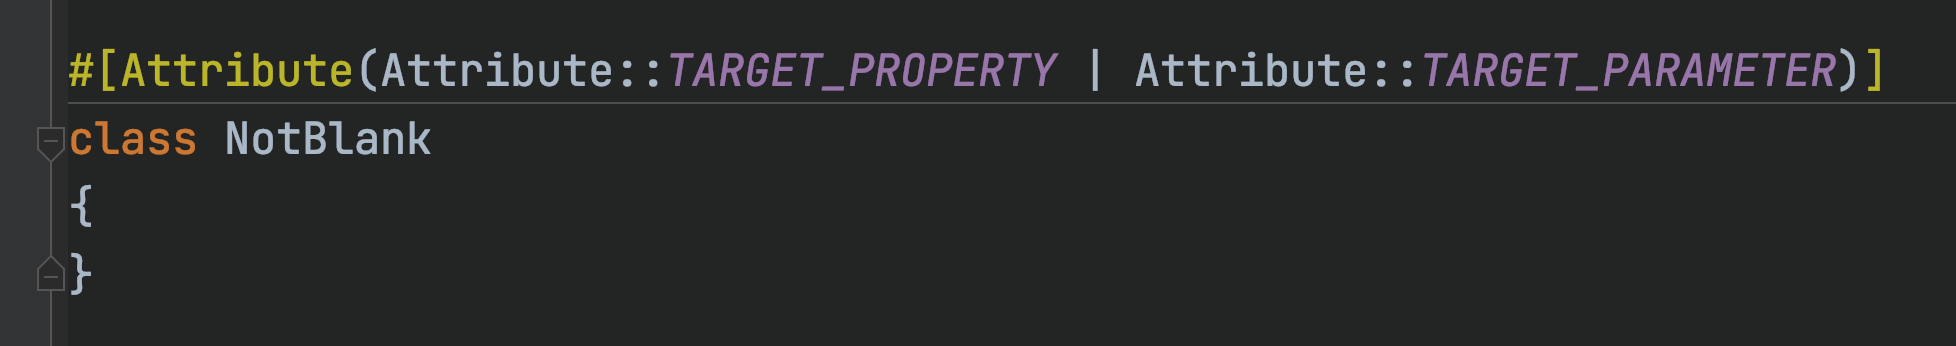 #[Attribute(Attribute::TARGET_PROPERTY | Attribute::TARGET_PARAMETER)]
class NotBlank
{
}